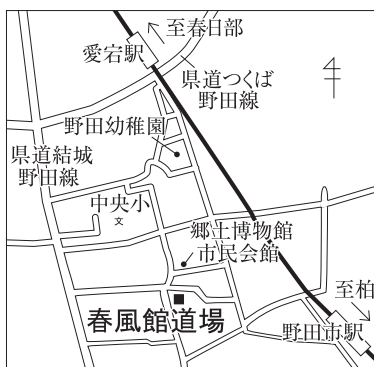 至春日部
愛宕駅
県道つくば
野田線
野田幼稚園
県道結城
野田線
中央小
文
郷土博物館
市民会館
至柏
春風館道場
野田市駅